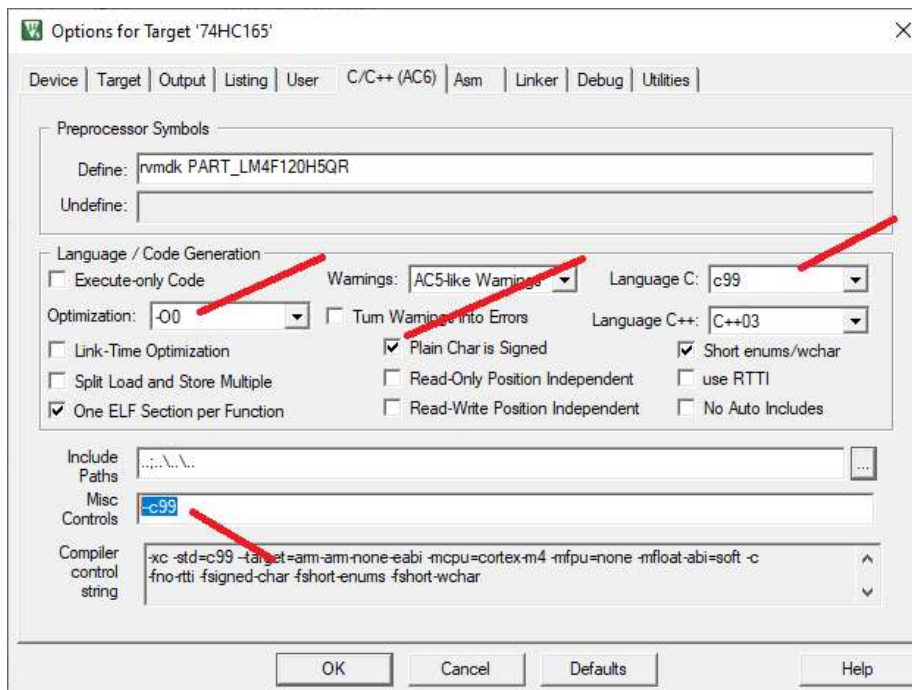 Options for Target '74HC165'
Device Target Output Listing User C/C++ (AC6) Asm Linker Debug Utilities
Preprocessor Symbols
Define: rvmdk PART_LM4F120H5QR
Undefine:
Language / Code Generation
Execute-only Code Warnings: AC5-like Warnings Language C: c99
Optimization: -O0 Turn Warnings into Errors Language C++: C++03
Link-Time Optimization Plain Char is Signed Short enums/wchar
Split Load and Store Multiple Read-Only Position Independent use RTTI
One ELF Section per Function Read-Write Position Independent No Auto Includes
Include Paths ..;..\..\.. ...
Misc Controls --c99
Compiler control string -xc -std=c99 --target=arm-arm-none-eabi -mcpu=cortex-m4 -mfpu=none -mfloat-abi=soft -c
-fno-rtti -fsigned-char -fshort-enums -fshort-wchar
OK Cancel Defaults Help